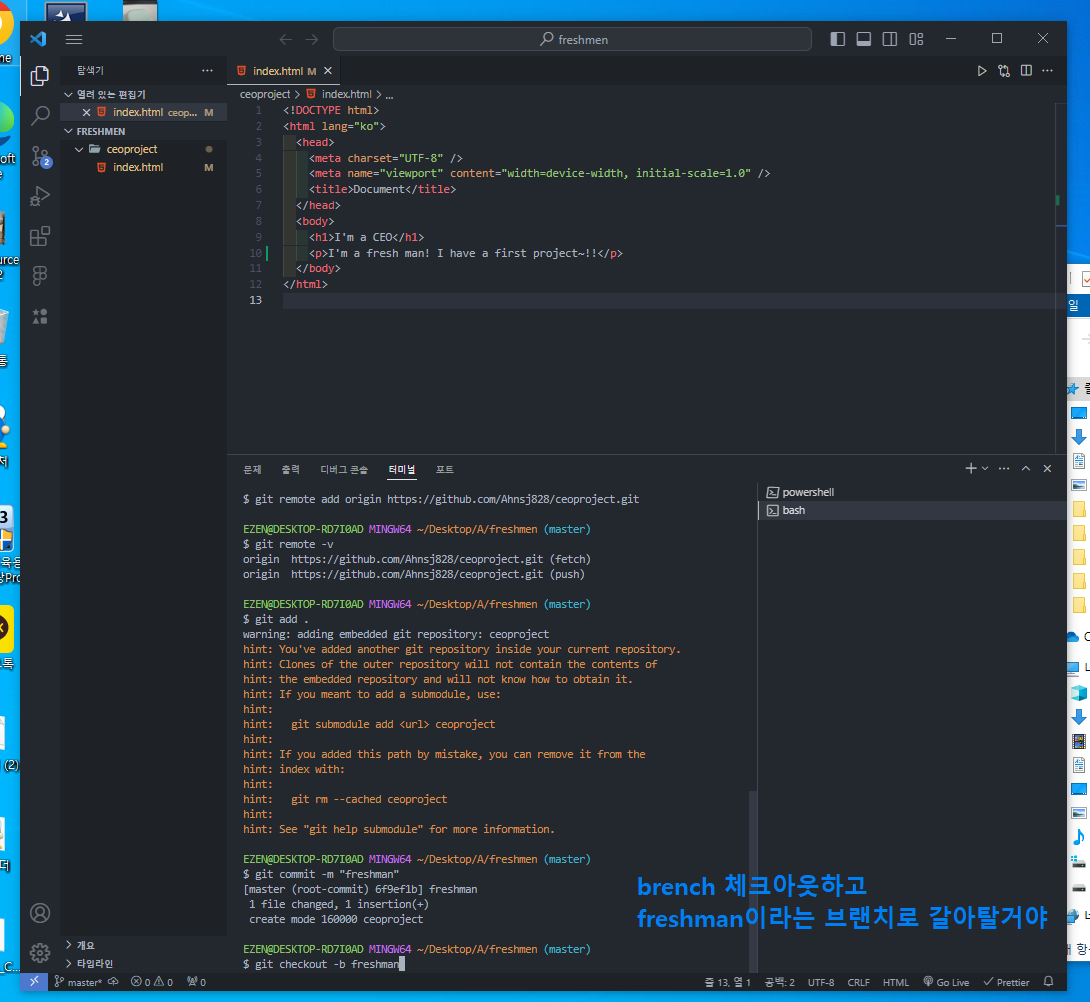 freshmen
탐색기
열려 있는 편집기
index.html ceop... M
FRESHMEN
ceoproject
index.html M
2
index.html M
ceoproject > index.html > ...
1 <!DOCTYPE html>
2 <html lang="ko">
3 <head>
4 <meta charset="UTF-8" />
5 <meta name="viewport" content="width=device-width, initial-scale=1.0" />
6 <title>Document</title>
7 </head>
8 <body>
9 <h1>I'm a CEO</h1>
10 <p>I'm a fresh man! I have a first project~!!</p>
11 </body>
12 </html>
13
문제 출력 디버그 콘솔 터미널 포트
powershell
bash
$ git remote add origin https://github.com/Ahnsj828/ceoproject.git
EZEN@DESKTOP-RD7I0AD MINGW64 ~/Desktop/A/freshmen (master)
$ git remote -v
origin https://github.com/Ahnsj828/ceoproject.git (fetch)
origin https://github.com/Ahnsj828/ceoproject.git (push)
EZEN@DESKTOP-RD7I0AD MINGW64 ~/Desktop/A/freshmen (master)
$ git add .
warning: adding embedded git repository: ceoproject
hint: You've added another git repository inside your current repository.
hint: Clones of the outer repository will not contain the contents of
hint: the embedded repository and will not know how to obtain it.
hint: If you meant to add a submodule, use:
hint:
hint: git submodule add <url> ceoproject
hint:
hint: If you added this path by mistake, you can remove it from the
hint: index with:
hint:
hint: git rm --cached ceoproject
hint:
hint: See "git help submodule" for more information.
EZEN@DESKTOP-RD7I0AD MINGW64 ~/Desktop/A/freshmen (master)
$ git commit -m "freshman"
[master (root-commit) 6f9ef1b] freshman
1 file changed, 1 insertion(+)
create mode 160000 ceoproject
EZEN@DESKTOP-RD7I0AD MINGW64 ~/Desktop/A/freshmen (master)
$ git checkout -b freshman
brench 체크아웃하고
freshman이라는 브랜치로 갈아탈거야
개요
타임라인
master* 0 0 0 줄 13, 열 1 공백: 2 UTF-8 CRLF HTML Go Live Prettier